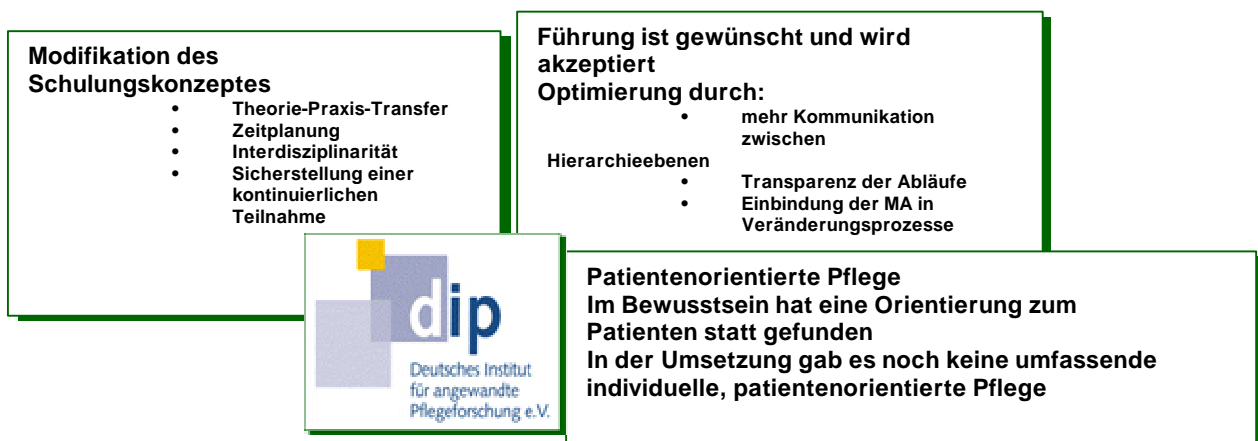 Modifikation des
Schulungskonzeptes
• Theorie-Praxis-Transfer
• Zeitplanung
• Interdisziplinarität
• Sicherstellung einer
kontinuierlichen
Teilnahme
Führung ist gewünscht und wird
akzeptiert
Optimierung durch:
• mehr Kommunikation
zwischen
Hierarchieebenen
• Transparenz der Abläufe
• Einbindung der MA in
Veränderungsprozesse
dip
Deutsches Institut
für angewandte
Pflegeforschung e.V.
Patientenorientierte Pflege
Im Bewusstsein hat eine Orientierung zum
Patienten statt gefunden
In der Umsetzung gab es noch keine umfassende
individuelle, patientenorientierte Pflege